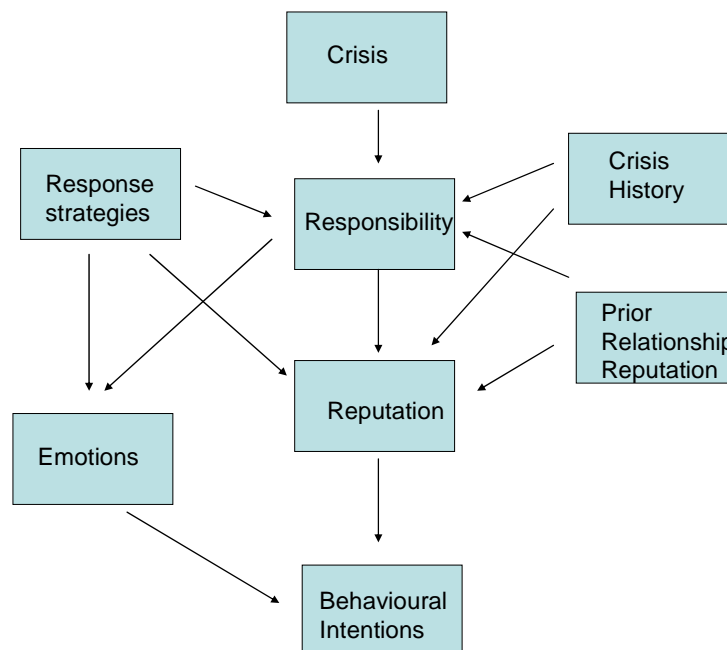 Crisis
Response
strategies
Responsibility
Crisis
History
Prior
Relationship
Reputation
Reputation
Emotions
Behavioural
Intentions